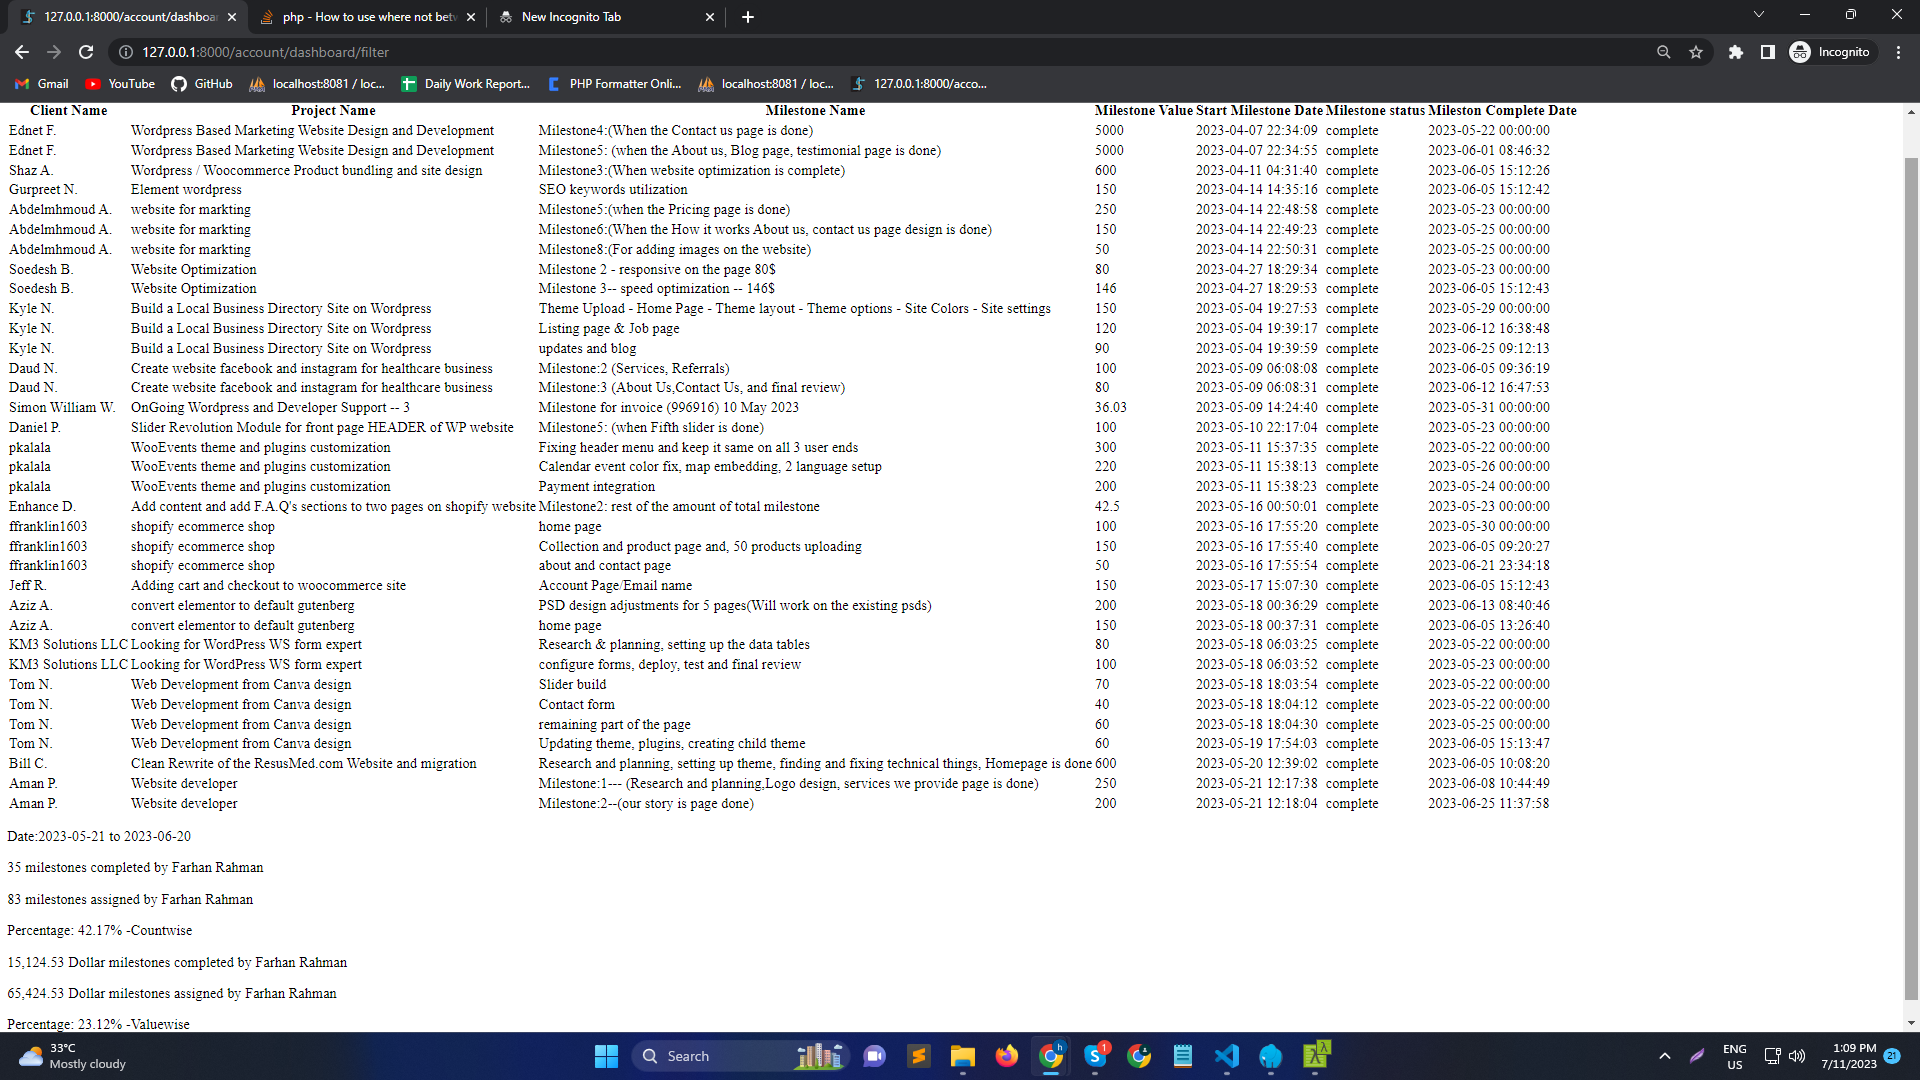 127.0.0.1:8000/account/dashboa
php - How to use where not betw
New Incognito Tab
127.0.0.1:8000/account/dashboard/filter
Incognito
Gmail YouTube GitHub localhost:8081 / loc... Daily Work Report... PHP Formatter Onli... localhost:8081 / loc... 127.0.0.1:8000/acco...
Client Name Project Name Milestone Name Milestone Value Start Milestone Date Milestone status Mileston Complete Date
Ednet F. Wordpress Based Marketing Website Design and Development Milestone4:(When the Contact us page is done) 5000 2023-04-07 22:34:09 complete 2023-05-22 00:00:00
Ednet F. Wordpress Based Marketing Website Design and Development Milestone5: (when the About us, Blog page, testimonial page is done) 5000 2023-04-07 22:34:55 complete 2023-06-01 08:46:32
Shaz A. Wordpress / Woocommerce Product bundling and site design Milestone3:(When website optimization is complete) 600 2023-04-11 04:31:40 complete 2023-06-05 15:12:26
Gurpreet N. Element wordpress SEO keywords utilization 150 2023-04-14 14:35:16 complete 2023-06-05 15:12:42
Abdelmhmoud A. website for markting Milestone5:(when the Pricing page is done) 250 2023-04-14 22:48:58 complete 2023-05-23 00:00:00
Abdelmhmoud A. website for markting Milestone6:(When the How it works About us, contact us page design is done) 150 2023-04-14 22:49:23 complete 2023-05-25 00:00:00
Abdelmhmoud A. website for markting Milestone8:(For adding images on the website) 50 2023-04-14 22:50:31 complete 2023-05-25 00:00:00
Soedesh B. Website Optimization Milestone 2 - responsive on the page 80$ 80 2023-04-27 18:29:34 complete 2023-05-23 00:00:00
Soedesh B. Website Optimization Milestone 3-- speed optimization -- 146$ 146 2023-04-27 18:29:53 complete 2023-06-05 15:12:43
Kyle N. Build a Local Business Directory Site on Wordpress Theme Upload - Home Page - Theme layout - Theme options - Site Colors - Site settings 150 2023-05-04 19:27:53 complete 2023-05-29 00:00:00
Kyle N. Build a Local Business Directory Site on Wordpress Listing page & Job page 120 2023-05-04 19:39:17 complete 2023-06-12 16:38:48
Kyle N. Build a Local Business Directory Site on Wordpress updates and blog 90 2023-05-04 19:39:59 complete 2023-06-25 09:12:13
Daud N. Create website facebook and instagram for healthcare business Milestone:2 (Services, Referrals) 100 2023-05-09 06:08:08 complete 2023-06-05 09:36:19
Daud N. Create website facebook and instagram for healthcare business Milestone:3 (About Us,Contact Us, and final review) 80 2023-05-09 06:08:31 complete 2023-06-12 16:47:53
Simon William W. OnGoing Wordpress and Developer Support -- 3 Milestone for invoice (996916) 10 May 2023 36.03 2023-05-09 14:24:40 complete 2023-05-31 00:00:00
Daniel P. Slider Revolution Module for front page HEADER of WP website Milestone5: (when Fifth slider is done) 100 2023-05-10 22:17:04 complete 2023-05-23 00:00:00
pkalala WooEvents theme and plugins customization Fixing header menu and keep it same on all 3 user ends 300 2023-05-11 15:37:35 complete 2023-05-22 00:00:00
pkalala WooEvents theme and plugins customization Calendar event color fix, map embedding, 2 language setup 220 2023-05-11 15:38:13 complete 2023-05-26 00:00:00
pkalala WooEvents theme and plugins customization Payment integration 200 2023-05-11 15:38:23 complete 2023-05-24 00:00:00
Enhance D. Add content and add F.A.Q's sections to two pages on shopify website Milestone2: rest of the amount of total milestone 42.5 2023-05-16 00:50:01 complete 2023-05-23 00:00:00
ffranklin1603 shopify ecommerce shop home page 100 2023-05-16 17:55:20 complete 2023-05-30 00:00:00
ffranklin1603 shopify ecommerce shop Collection and product page and, 50 products uploading 150 2023-05-16 17:55:40 complete 2023-06-05 09:20:27
ffranklin1603 shopify ecommerce shop about and contact page 50 2023-05-16 17:55:54 complete 2023-06-21 23:34:18
Jeff R. Adding cart and checkout to woocommerce site Account Page/Email name 150 2023-05-17 15:07:30 complete 2023-06-05 15:12:43
Aziz A. convert elementor to default gutenberg PSD design adjustments for 5 pages(Will work on the existing psds) 200 2023-05-18 00:36:29 complete 2023-06-13 08:40:46
Aziz A. convert elementor to default gutenberg home page 150 2023-05-18 00:37:31 complete 2023-06-05 13:26:40
KM3 Solutions LLC Looking for WordPress WS form expert Research & planning, setting up the data tables 80 2023-05-18 06:03:25 complete 2023-05-22 00:00:00
KM3 Solutions LLC Looking for WordPress WS form expert configure forms, deploy, test and final review 100 2023-05-18 06:03:52 complete 2023-05-23 00:00:00
Tom N. Web Development from Canva design Slider build 70 2023-05-18 18:03:54 complete 2023-05-22 00:00:00
Tom N. Web Development from Canva design Contact form 40 2023-05-18 18:04:12 complete 2023-05-22 00:00:00
Tom N. Web Development from Canva design remaining part of the page 60 2023-05-18 18:04:30 complete 2023-05-25 00:00:00
Tom N. Web Development from Canva design Updating theme, plugins, creating child theme 60 2023-05-19 17:54:03 complete 2023-06-05 15:13:47
Bill C. Clean Rewrite of the ResusMed.com Website and migration Research and planning, setting up theme, finding and fixing technical things, Homepage is done 600 2023-05-20 12:39:02 complete 2023-06-05 10:08:20
Aman P. Website developer Milestone:1--- (Research and planning,Logo design, services we provide page is done) 250 2023-05-21 12:17:38 complete 2023-06-08 10:44:49
Aman P. Website developer Milestone:2--(our story is page done) 200 2023-05-21 12:18:04 complete 2023-06-25 11:37:58
Date:2023-05-21 to 2023-06-20
35 milestones completed by Farhan Rahman
83 milestones assigned by Farhan Rahman
Percentage: 42.17% -Countwise
15,124.53 Dollar milestones completed by Farhan Rahman
65,424.53 Dollar milestones assigned by Farhan Rahman
Percentage: 23.12% -Valuewise
33°C
Mostly cloudy
Search
h
1
ENG
US
1:09 PM
7/11/2023
21